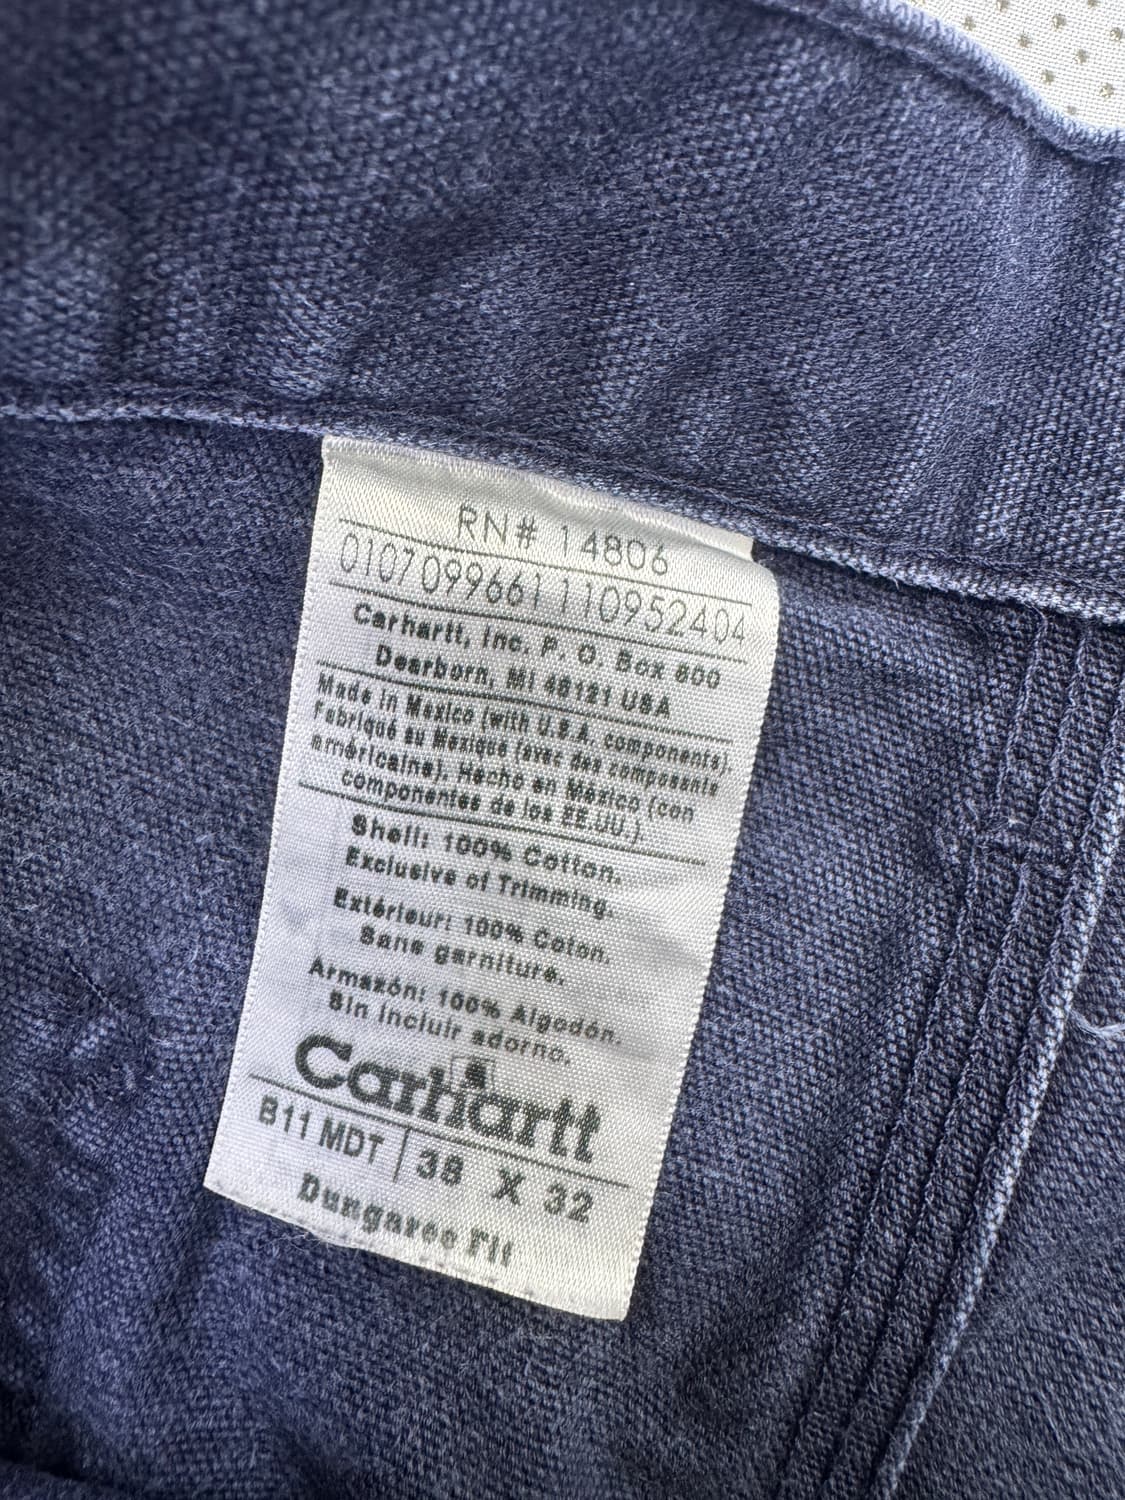 RN# 14806
0107099661 1109524 04
Carhartt, Inc. P. O. Box 600
Dearborn, MI 48121 USA
Made in Mexico (with U.S.A. components).
Fabriqué au Mexique (avec des composants
américains). Hecho en México (con
componentes de los EE.UU.)
Shell: 100% Cotton.
Exclusive of Trimming.
Extérieur: 100% Coton.
Sans garniture.
Armazón: 100% Algodón.
Sin incluir adorno.
Carhartt
B11 MDT 38 X 32
Dungaree Fit